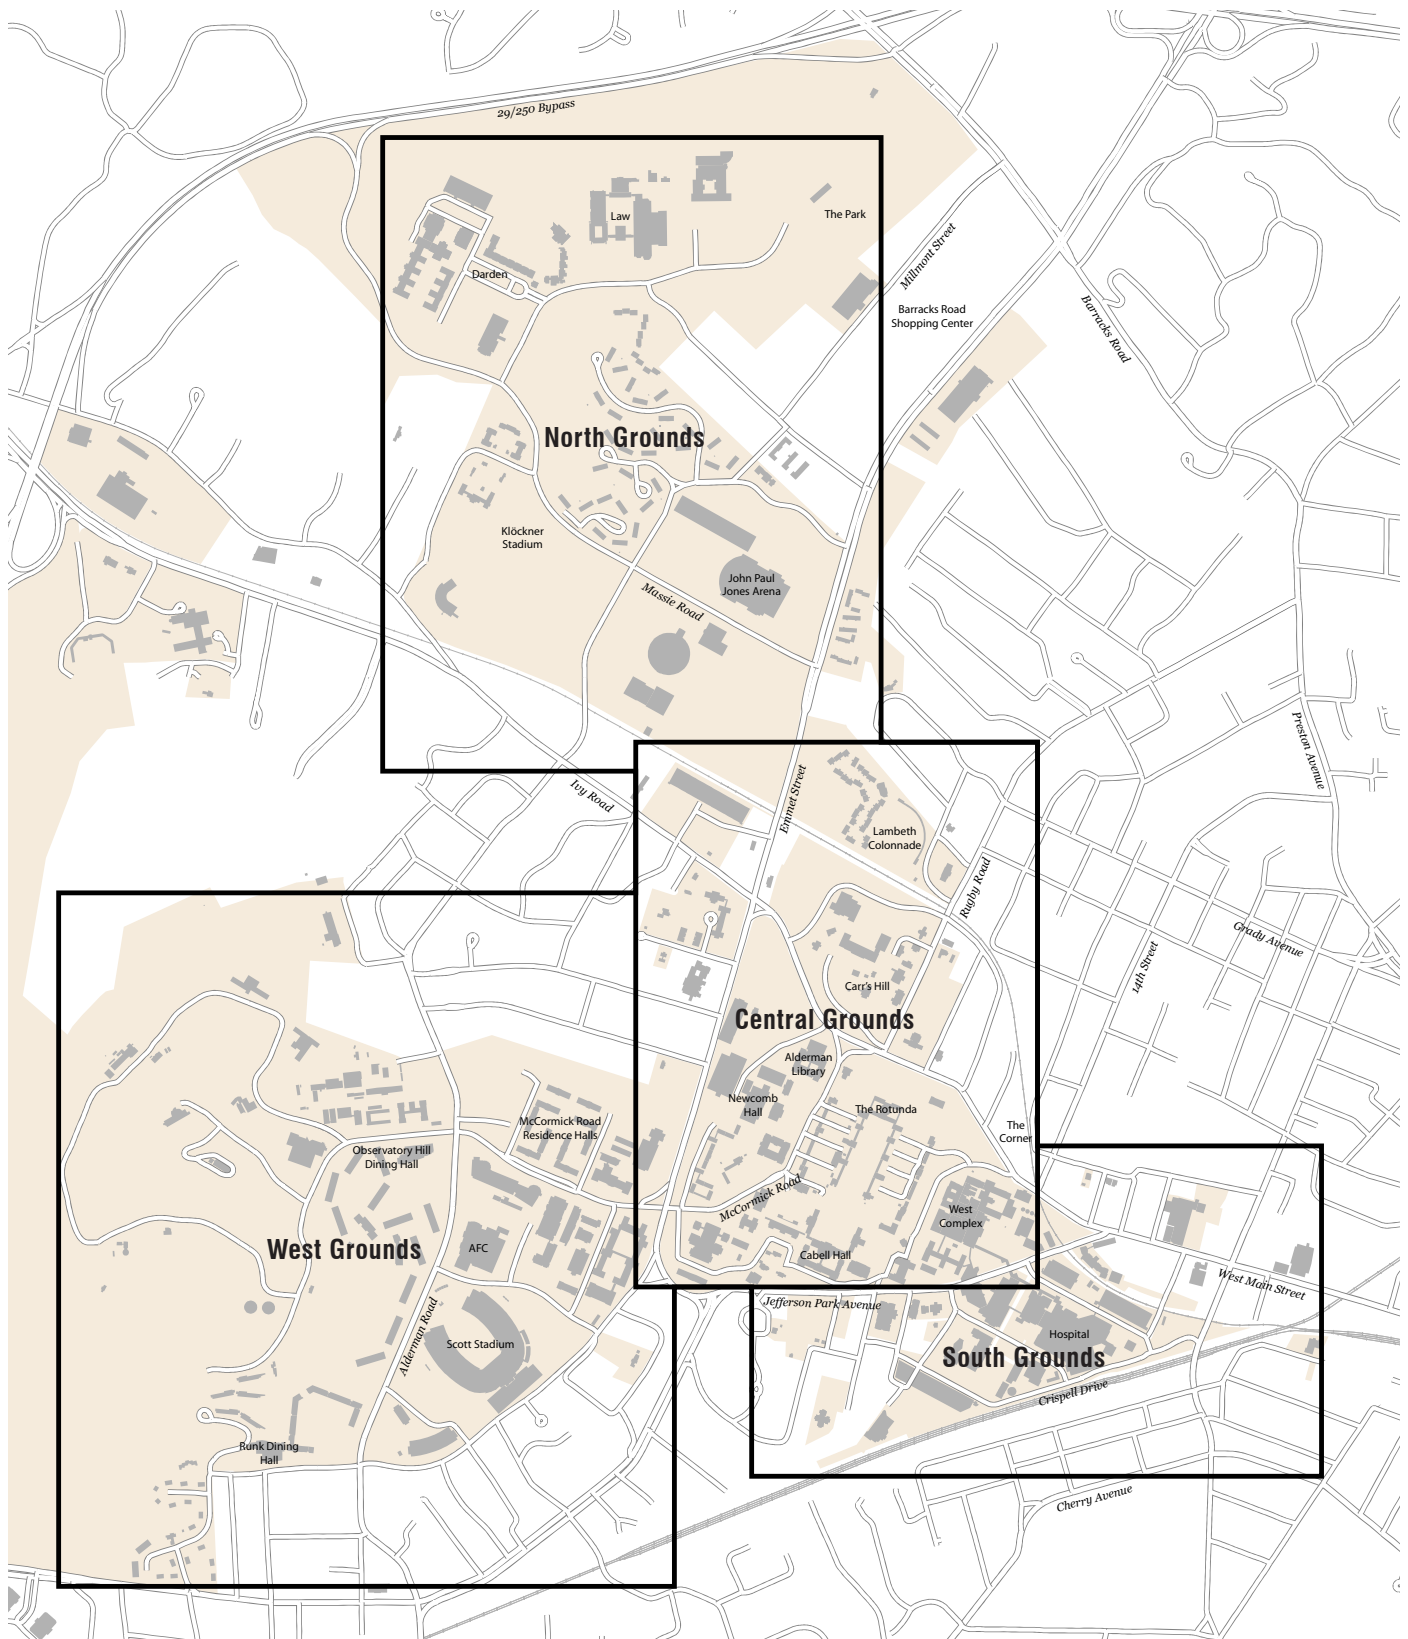 29/250 Bypass
Law
The Park
Millmont Street
Darden
Barracks Road
Shopping Center
Barracks Road
North Grounds
Klöckner
Stadium
John Paul
Jones Arena
Massie Road
Preston Avenue
Ivy Road
Emmet Street
Lambeth
Colonnade
Rugby Road
Grady Avenue
14th Street
Carr's Hill
Central Grounds
Alderman
Library
Newcomb
Hall
The Rotunda
McCormick Road
Residence Halls
The
Corner
Observatory Hill
Dining Hall
McCormick Road
West
Complex
West Grounds
AFC
Cabell Hall
West Main Street
Jefferson Park Avenue
Alderman Road
Scott Stadium
Hospital
South Grounds
Crispell Drive
Runk Dining
Hall
Cherry Avenue